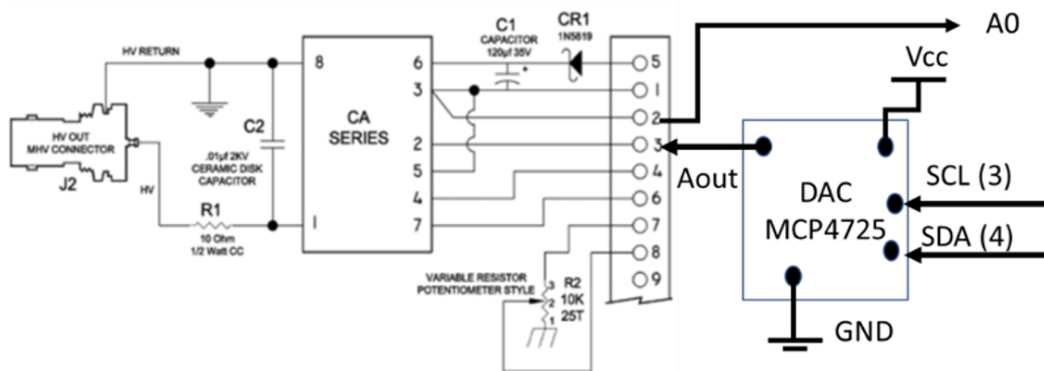 HV RETURN
HV OUT
MHV CONNECTOR
J2
HV
R1
10 Ohm
1/2 Watt CC
C2
.01µf 2KV
CERAMIC DISK
CAPACITOR
8
1
CA
SERIES
6
3
2
5
4
7
C1
CAPACITOR
120µf 35V
+
CR1
1N5819
5
1
2
3
4
6
7
8
9
VARIABLE RESISTOR
POTENTIOMETER STYLE
3
2
1
R2
10K
25T
A0
Vcc
Aout
DAC
MCP4725
SCL (3)
SDA (4)
GND